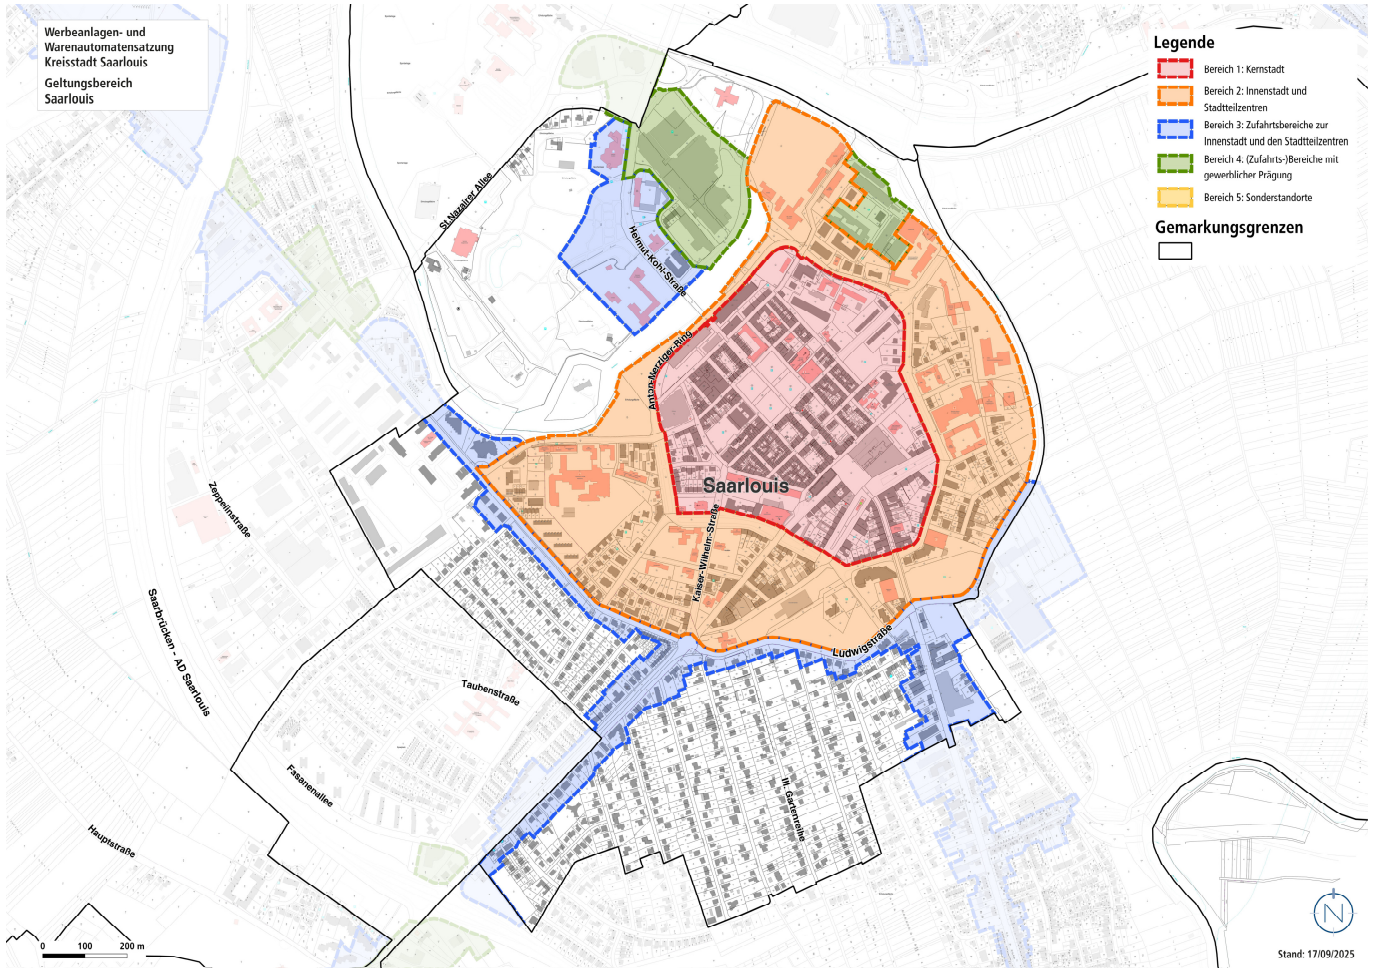 Werbeanlagen- und
Warenautomatensatzung
Kreisstadt Saarlouis
Geltungsbereich
Saarlouis
Legende
Bereich 1: Kernstadt
Bereich 2: Innenstadt und
Stadtteilzentren
Bereich 3: Zufahrtsbereiche zur
Innenstadt und den Stadtteilzentren
Bereich 4: (Zufahrts-)Bereiche mit
gewerblicher Prägung
Bereich 5: Sonderstandorte
Gemarkungsgrenzen
St.Nazairer Allee
Helmut-Kohl-Straße
Anton-Merziger-Ring
Saarlouis
Kaiser-Wilhelm-Straße
Ludwigstraße
Zeppelinstraße
Saarbrücken - AD Saarlouis
Taubenstraße
Fasanenallee
Hauptstraße
III. Gartenreihe
0 100 200 m
N
Stand: 17/09/2025